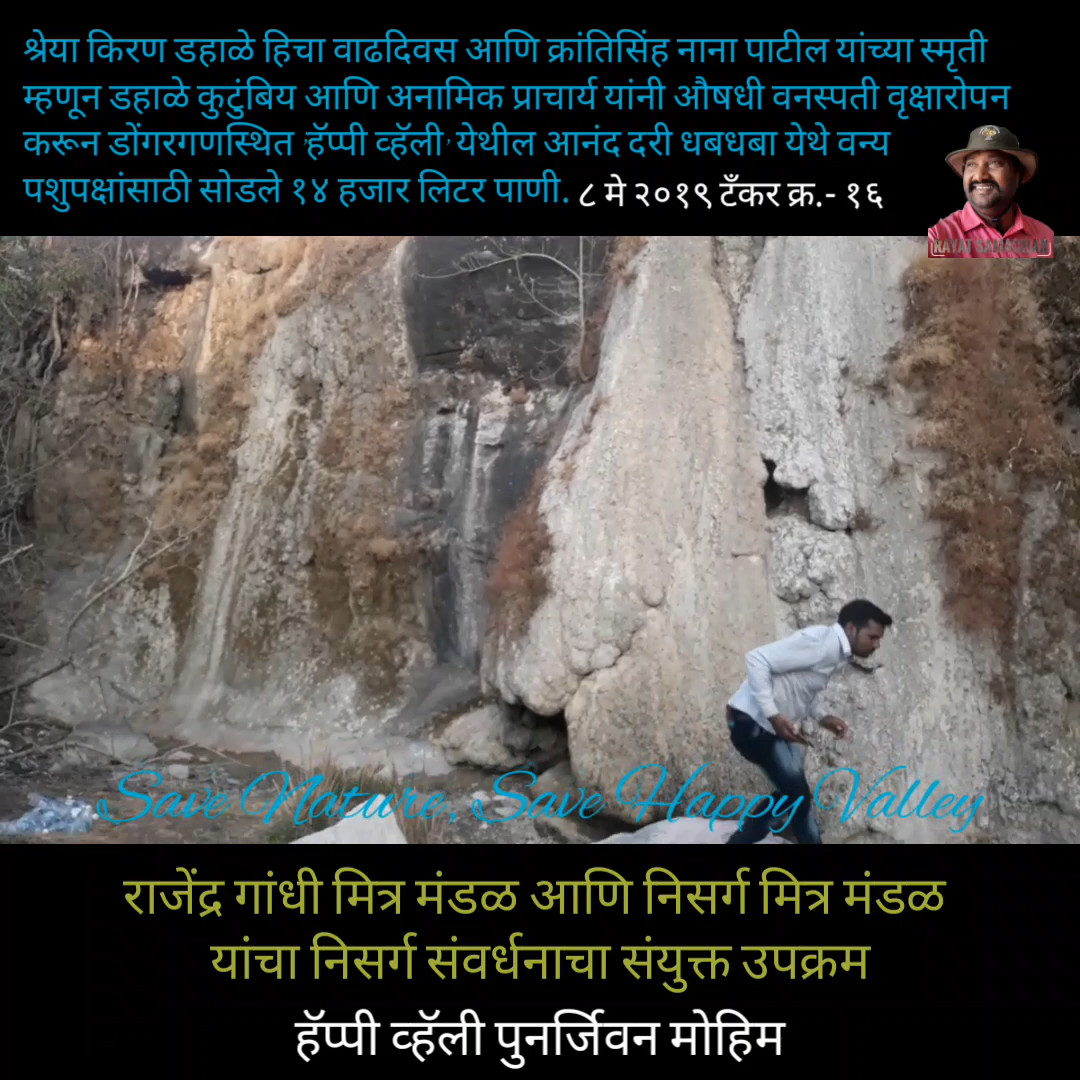 श्रेया किरण डहाळे हिचा वाढदिवस आणि क्रांतिसिंह नाना पाटील यांच्या स्मृती
म्हणून डहाळे कुटुंबिय आणि अनामिक प्राचार्य यांनी औषधी वनस्पती वृक्षारोपन
करून डोंगरगणस्थित 'हॅप्पी व्हॅली' येथील आनंद दरी धबधबा येथे वन्य
पशुपक्षांसाठी सोडले १४ हजार लिटर पाणी. ८ मे २०१९ टँकर क्र.- १६
Save Nature, Save Happy Valley
राजेंद्र गांधी मित्र मंडळ आणि निसर्ग मित्र मंडळ
यांचा निसर्ग संवर्धनाचा संयुक्त उपक्रम
हॅप्पी व्हॅली पुनर्जिवन मोहिम